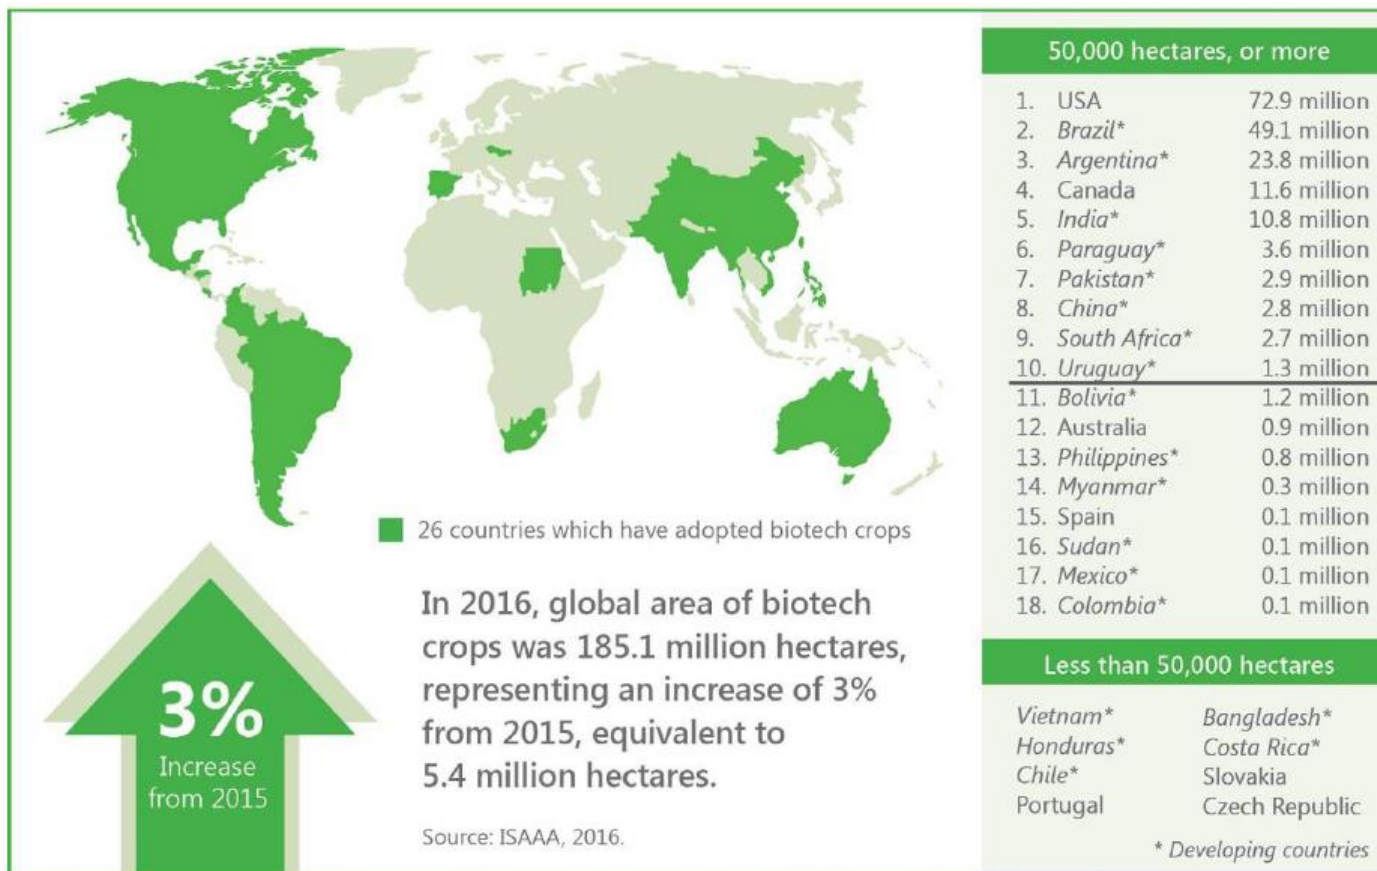 50,000 hectares, or more
1. USA 72.9 million
2. Brazil* 49.1 million
3. Argentina* 23.8 million
4. Canada 11.6 million
5. India* 10.8 million
6. Paraguay* 3.6 million
7. Pakistan* 2.9 million
8. China* 2.8 million
9. South Africa* 2.7 million
10. Uruguay* 1.3 million
11. Bolivia* 1.2 million
12. Australia 0.9 million
13. Philippines* 0.8 million
14. Myanmar* 0.3 million
15. Spain 0.1 million
16. Sudan* 0.1 million
17. Mexico* 0.1 million
18. Colombia* 0.1 million
26 countries which have adopted biotech crops
In 2016, global area of biotech
crops was 185.1 million hectares,
representing an increase of 3%
from 2015, equivalent to
5.4 million hectares.
Source: ISAAA, 2016.
3%
Increase
from 2015
Less than 50,000 hectares
Vietnam* Bangladesh*
Honduras* Costa Rica*
Chile* Slovakia
Portugal Czech Republic
* Developing countries